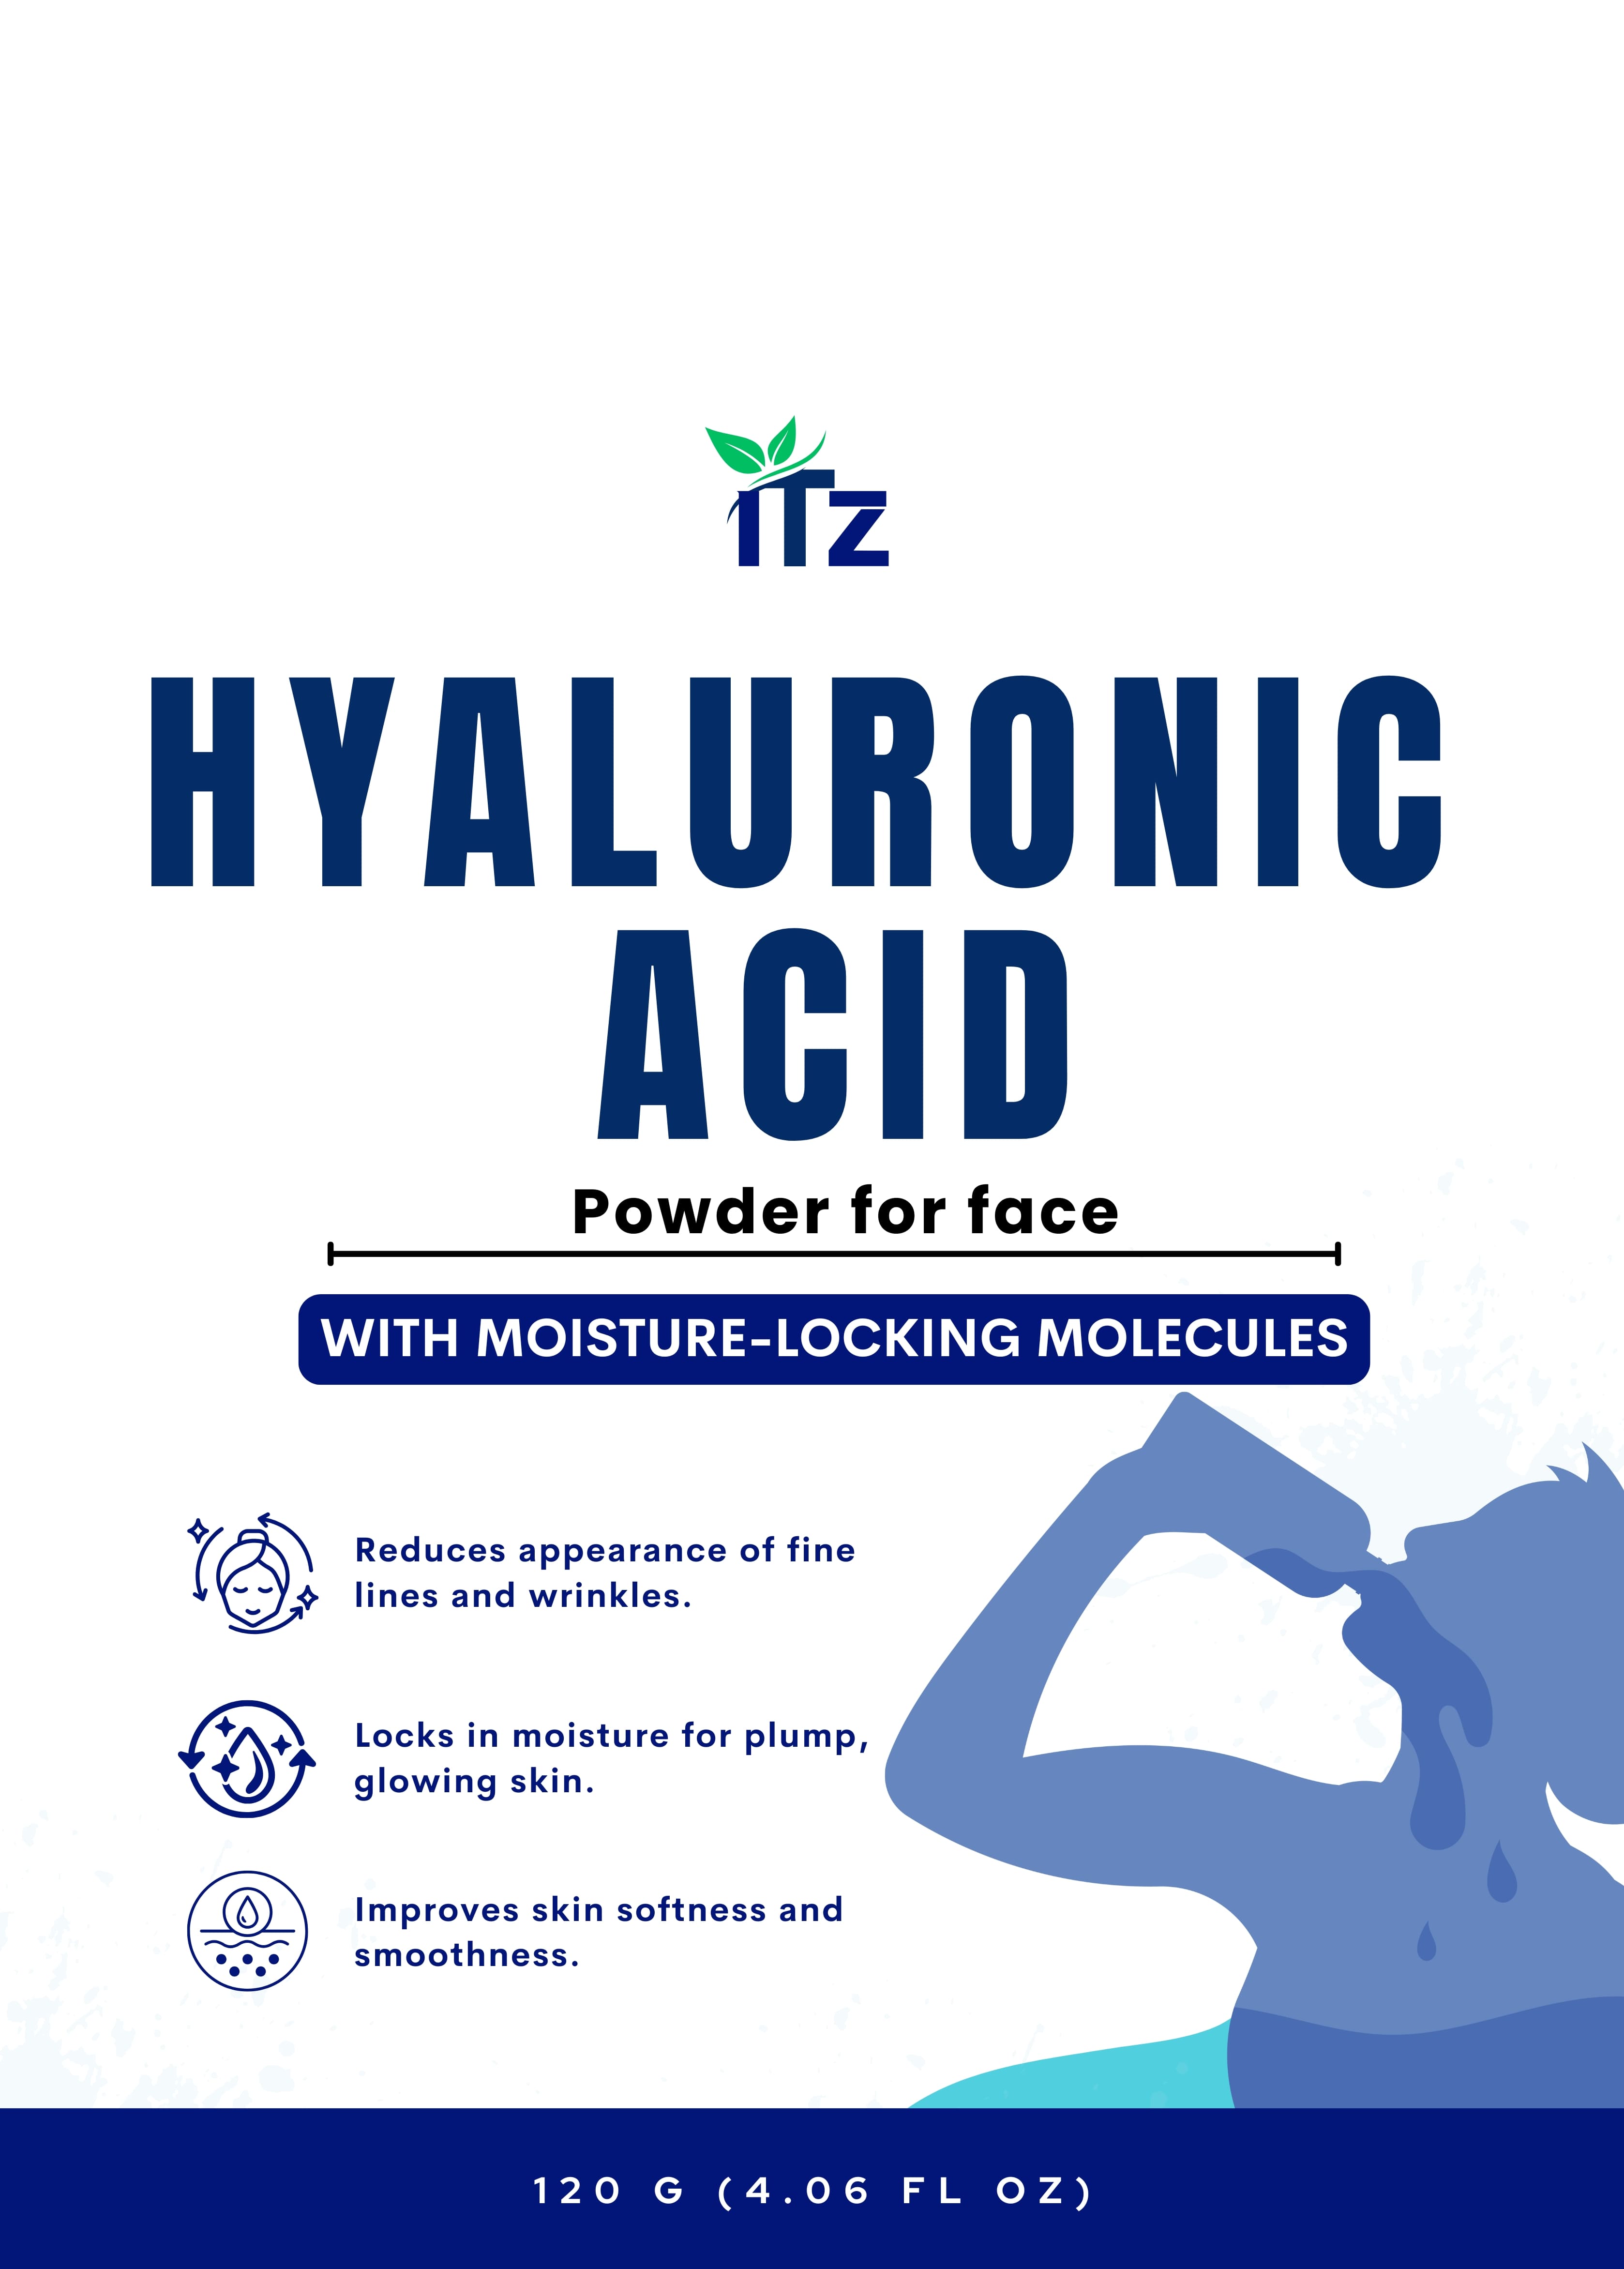 iTz
HYALURONIC
ACID
Powder for face
WITH MOISTURE-LOCKING MOLECULES
Reduces appearance of fine
lines and wrinkles.
Locks in moisture for plump,
glowing skin.
Improves skin softness and
smoothness.
120 G (4.06 FL OZ)